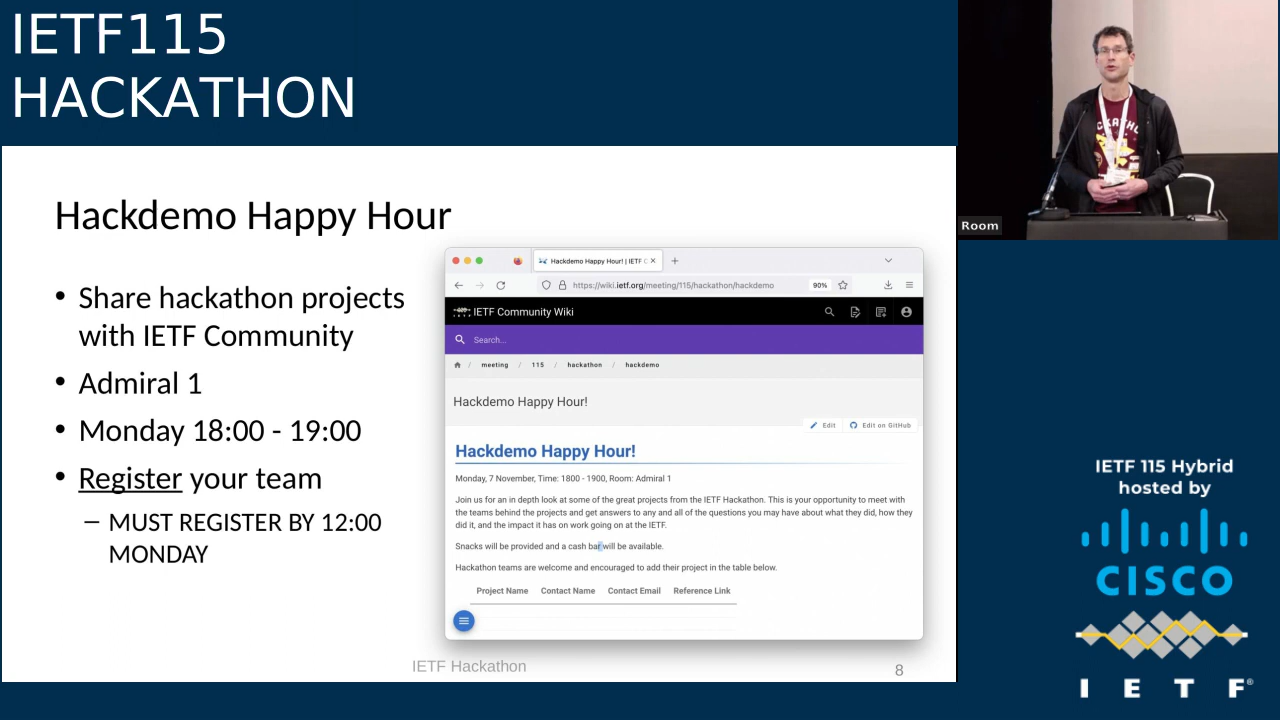 IETF115
HACKATHON
Hackdemo Happy Hour
• Share hackathon projects
with IETF Community
• Admiral 1
• Monday 18:00 - 19:00
• Register your team
– MUST REGISTER BY 12:00
MONDAY
Hackdemo Happy Hour! | IETF C
https://wiki.ietf.org/meeting/115/hackathon/hackdemo
90%
IETF Community Wiki
Search...
/ meeting / 115 / hackathon / hackdemo
Hackdemo Happy Hour!
Edit
Edit on GitHub
Hackdemo Happy Hour!
Monday, 7 November, Time: 1800 - 1900, Room: Admiral 1
Join us for an in depth look at some of the great projects from the IETF Hackathon. This is your opportunity to meet with
the teams behind the projects and get answers to any and all of the questions you may have about what they did, how they
did it, and the impact it has on work going on at the IETF.
Snacks will be provided and a cash bar will be available.
Hackathon teams are welcome and encouraged to add their project in the table below.
Project Name Contact Name Contact Email Reference Link
IETF Hackathon
8
Room
IETF 115 Hybrid
hosted by
CISCO
I E T F®